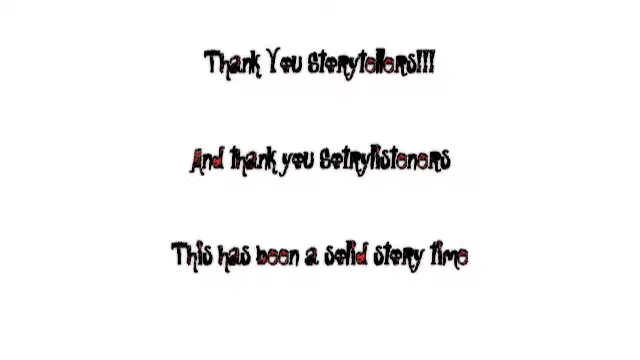 Thank You Storytellers!!!
And thank you Sotrylisteners
This has been a solid story time